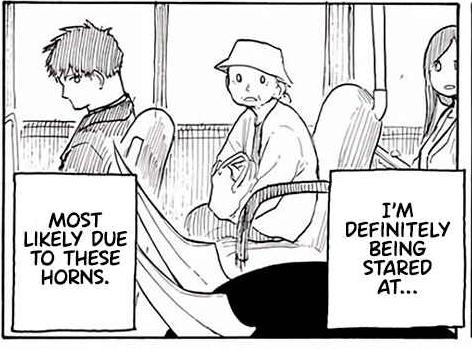 I'M
DEFINITELY
BEING
STARED
AT...
MOST
LIKELY DUE
TO THESE
HORNS.